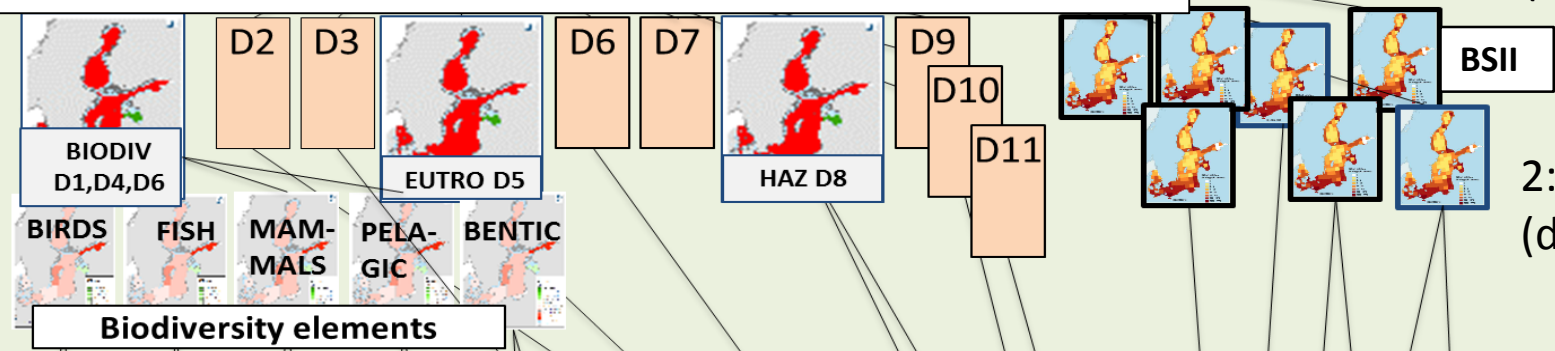 D2
D3
D6
D7
D9
D10
D11
BSII
BIODIV
D1,D4,D6
EUTRO D5
HAZ D8
2:
(d
BIRDS
FISH
MAM-
MALS
PELA-
GIC
BENTIC
Biodiversity elements